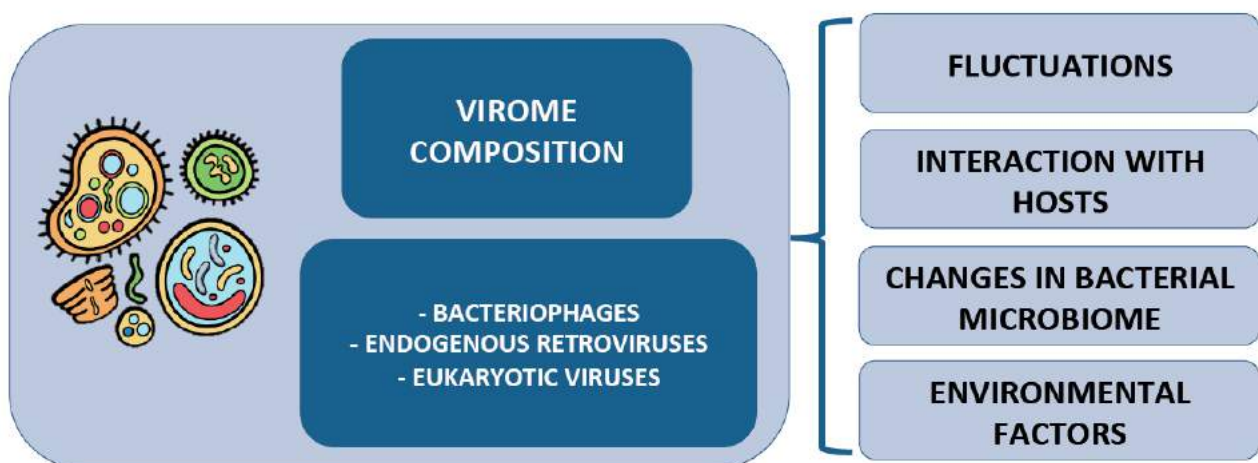 VIROME
COMPOSITION
- BACTERIOPHAGES
- ENDOGENOUS RETROVIRUSES
- EUKARYOTIC VIRUSES
FLUCTUATIONS
INTERACTION WITH
HOSTS
CHANGES IN BACTERIAL
MICROBIOME
ENVIRONMENTAL
FACTORS